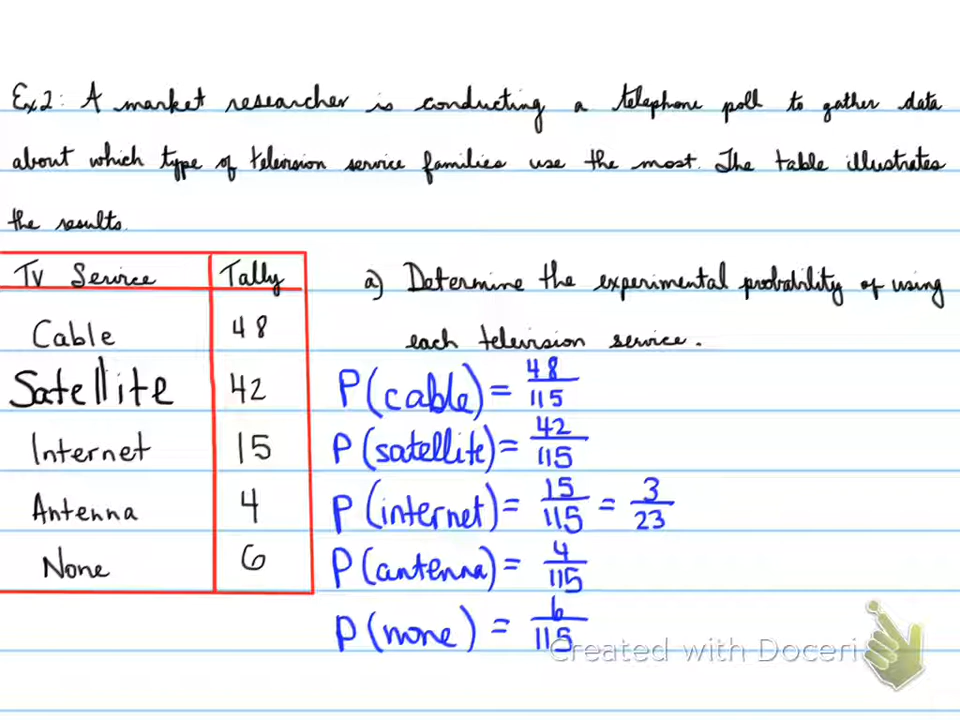 Ex2: A market researcher is conducting a telephone poll to gather data
about which type of television service families use the most. The table illustrates
the results.
TV Service Tally
Cable 48
Satellite 42
Internet 15
Antenna 4
None 6
a) Determine the experimental probability of using
each television service.
P(cable) = 48/115
P(satellite) = 42/115
P(internet) = 15/115 = 3/23
P(antenna) = 4/115
P(none) = 6/115
Created with Doceri